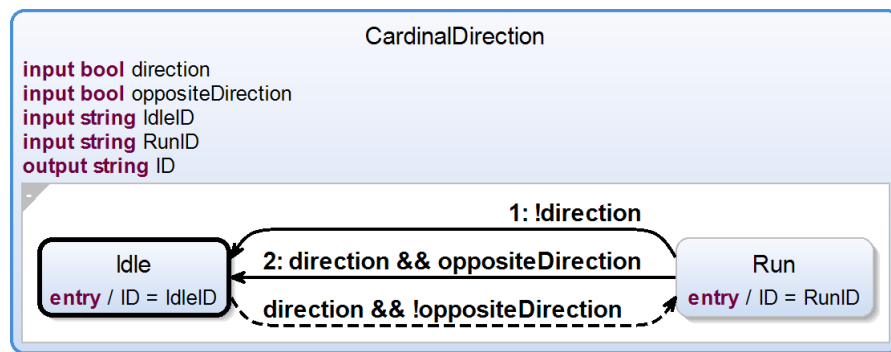 CardinalDirection
input bool direction
input bool oppositeDirection
input string IdleID
input string RunID
output string ID
-
1: !direction
Idle
2: direction && oppositeDirection
Run
entry / ID = IdleID
direction && !oppositeDirection
entry / ID = RunID